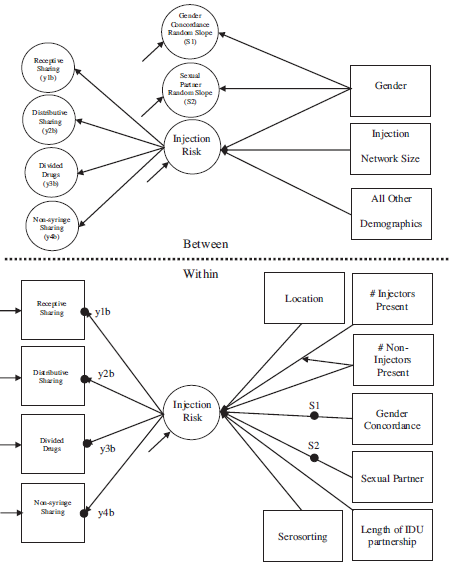 Gender
Concordance
Random Slope
(S1)
Sexual
Partner
Random Slope
(S2)
Receptive
Sharing
(y1b)
Distributive
Sharing
(y2b)
Divided
Drugs
(y3b)
Non-syringe
Sharing
(y4b)
Injection
Risk
Gender
Injection
Network Size
All Other
Demographics
Between
Within
Receptive
Sharing
y1b
Distributive
Sharing
y2b
Divided
Drugs
y3b
Non-syringe
Sharing
y4b
Injection
Risk
Location
# Injectors
Present
# Non-
Injectors
Present
S1
Gender
Concordance
S2
Sexual Partner
Serosorting
Length of IDU
partnership